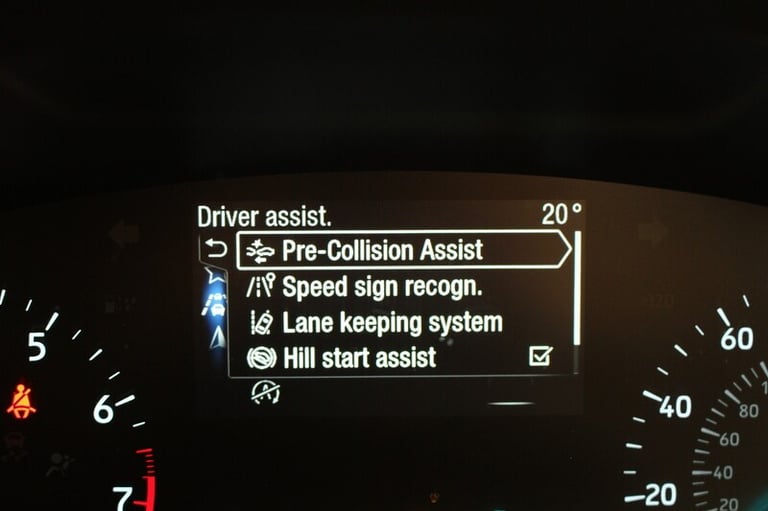 Driver assist. 20°
Pre-Collision Assist
Speed sign recogn.
Lane keeping system
Hill start assist
5
6
7
60
40
20
80
60
40
20